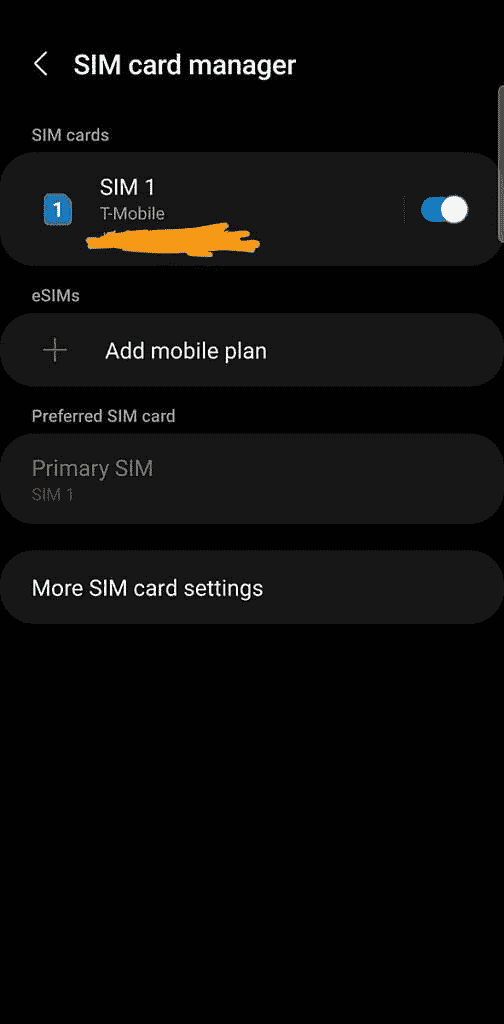 SIM card manager
SIM cards
1
SIM 1
T-Mobile
eSIMs
Add mobile plan
Preferred SIM card
Primary SIM
SIM 1
More SIM card settings